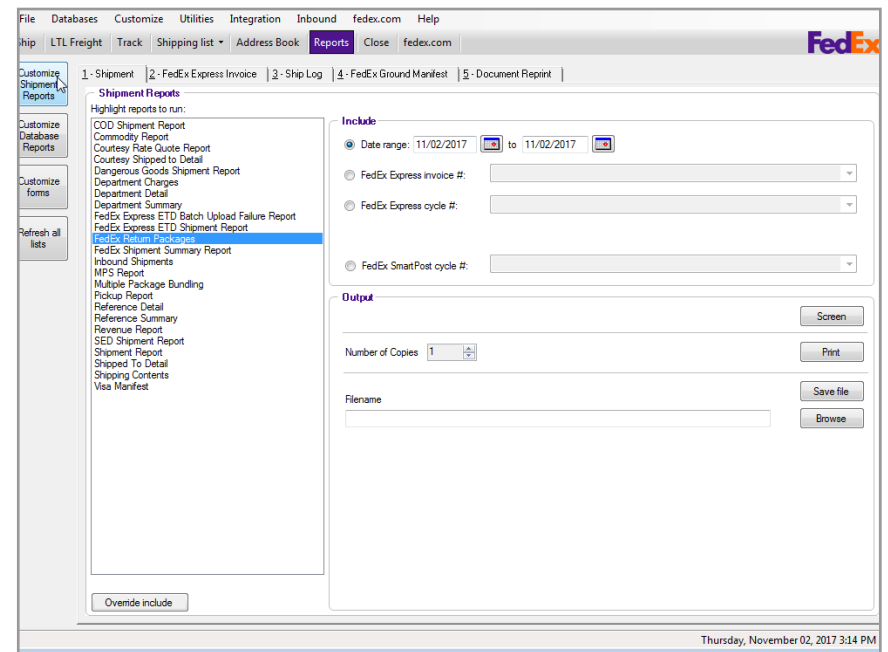 File Databases Customize Utilities Integration Inbound fedex.com Help
hip LTL Freight Track Shipping list Address Book Reports Close fedex.com
FedEx
Customize
Shipment
Reports
Customize
Database
Reports
Customize
forms
Refresh all
lists
1 - Shipment 2 - FedEx Express Invoice 3 - Ship Log 4 - FedEx Ground Manifest 5 - Document Reprint
Shipment Reports
Highlight reports to run:
COD Shipment Report
Commodity Report
Courtesy Rate Quote Report
Courtesy Shipped to Detail
Dangerous Goods Shipment Report
Department Charges
Department Detail
Department Summary
FedEx Express ETD Batch Upload Failure Report
FedEx Express ETD Shipment Report
FedEx Return Packages
FedEx Shipment Summary Report
Inbound Shipments
MPS Report
Multiple Package Bundling
Pickup Report
Reference Detail
Reference Summary
Revenue Report
SED Shipment Report
Shipment Report
Shipped To Detail
Shipping Contents
Visa Manifest
Override include
Include
Date range: 11/02/2017 to 11/02/2017
FedEx Express invoice #:
FedEx Express cycle #:
FedEx SmartPost cycle #:
Output
Screen
Number of Copies 1 Print
Save file
Filename
Browse
Thursday, November 02, 2017 3:14 PM